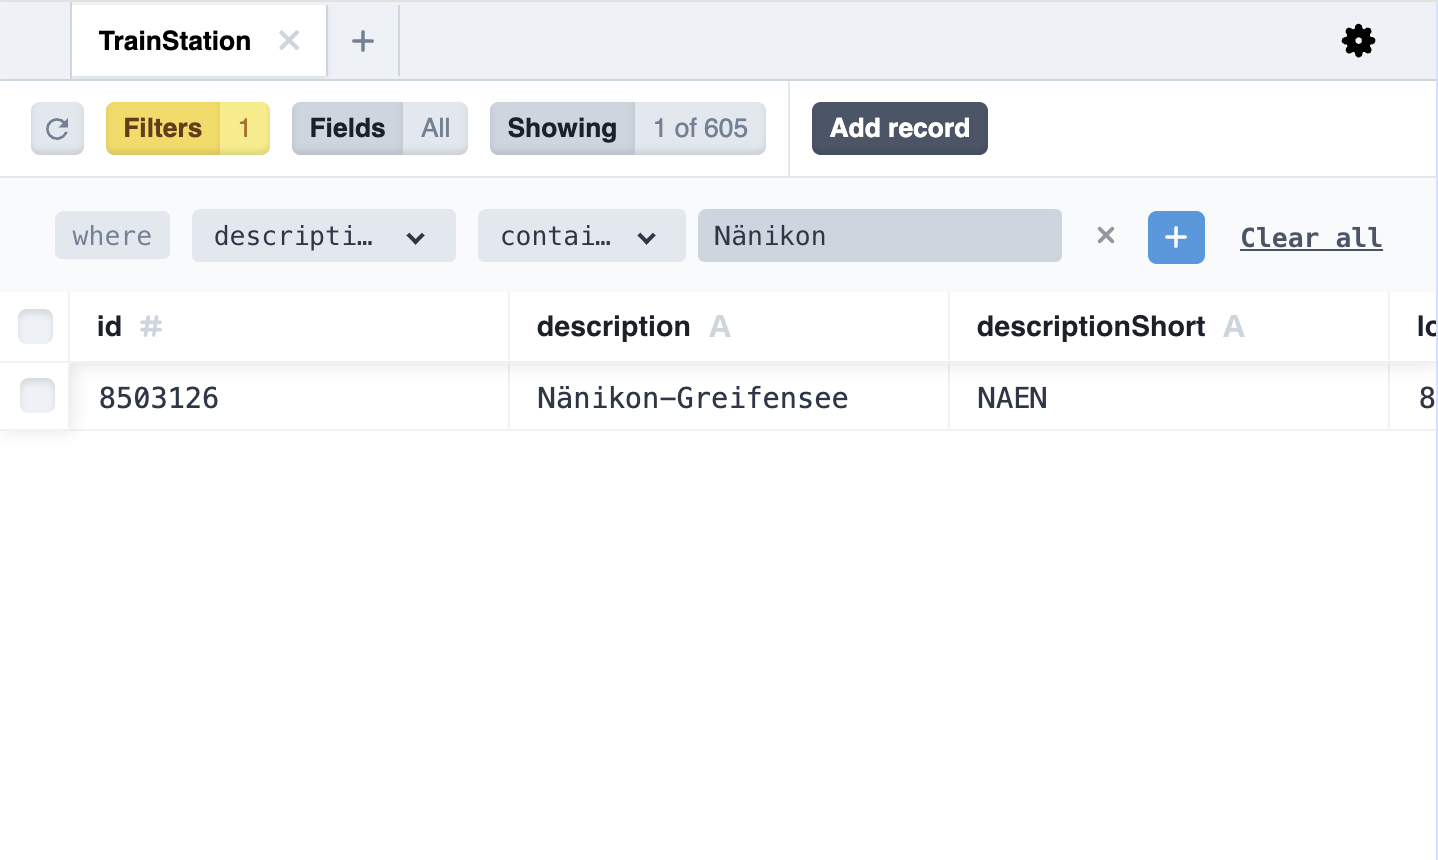 TrainStation
Filters 1 Fields All Showing 1 of 605 Add record
where descripti… contai… Nänikon Clear all
id # description A descriptionShort A lo
8503126 Nänikon-Greifensee NAEN 8